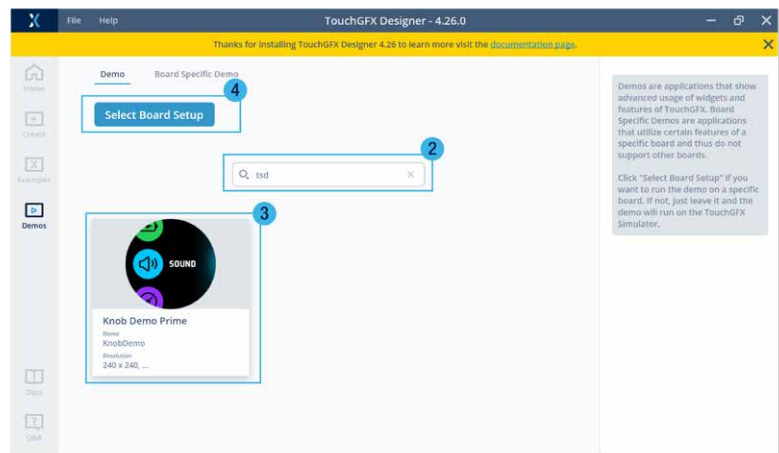 File Help TouchGFX Designer - 4.26.0
Thanks for installing TouchGFX Designer 4.26 to learn more visit the documentation page.
Home
Create
Examples
Demos
Docs
Q&A
Demo Board Specific Demo
4
Select Board Setup
2
tsd
3
SOUND
Knob Demo Prime
Name
KnobDemo
Resolution
240 x 240, ...
Demos are applications that show
advanced usage of widgets and
features of TouchGFX. Board
Specific Demos are applications
that utilize certain features of a
specific board and thus do not
support other boards.
Click "Select Board Setup" if you
want to run the demo on a specific
board. If not, just leave it and the
demo will run on the TouchGFX
Simulator.